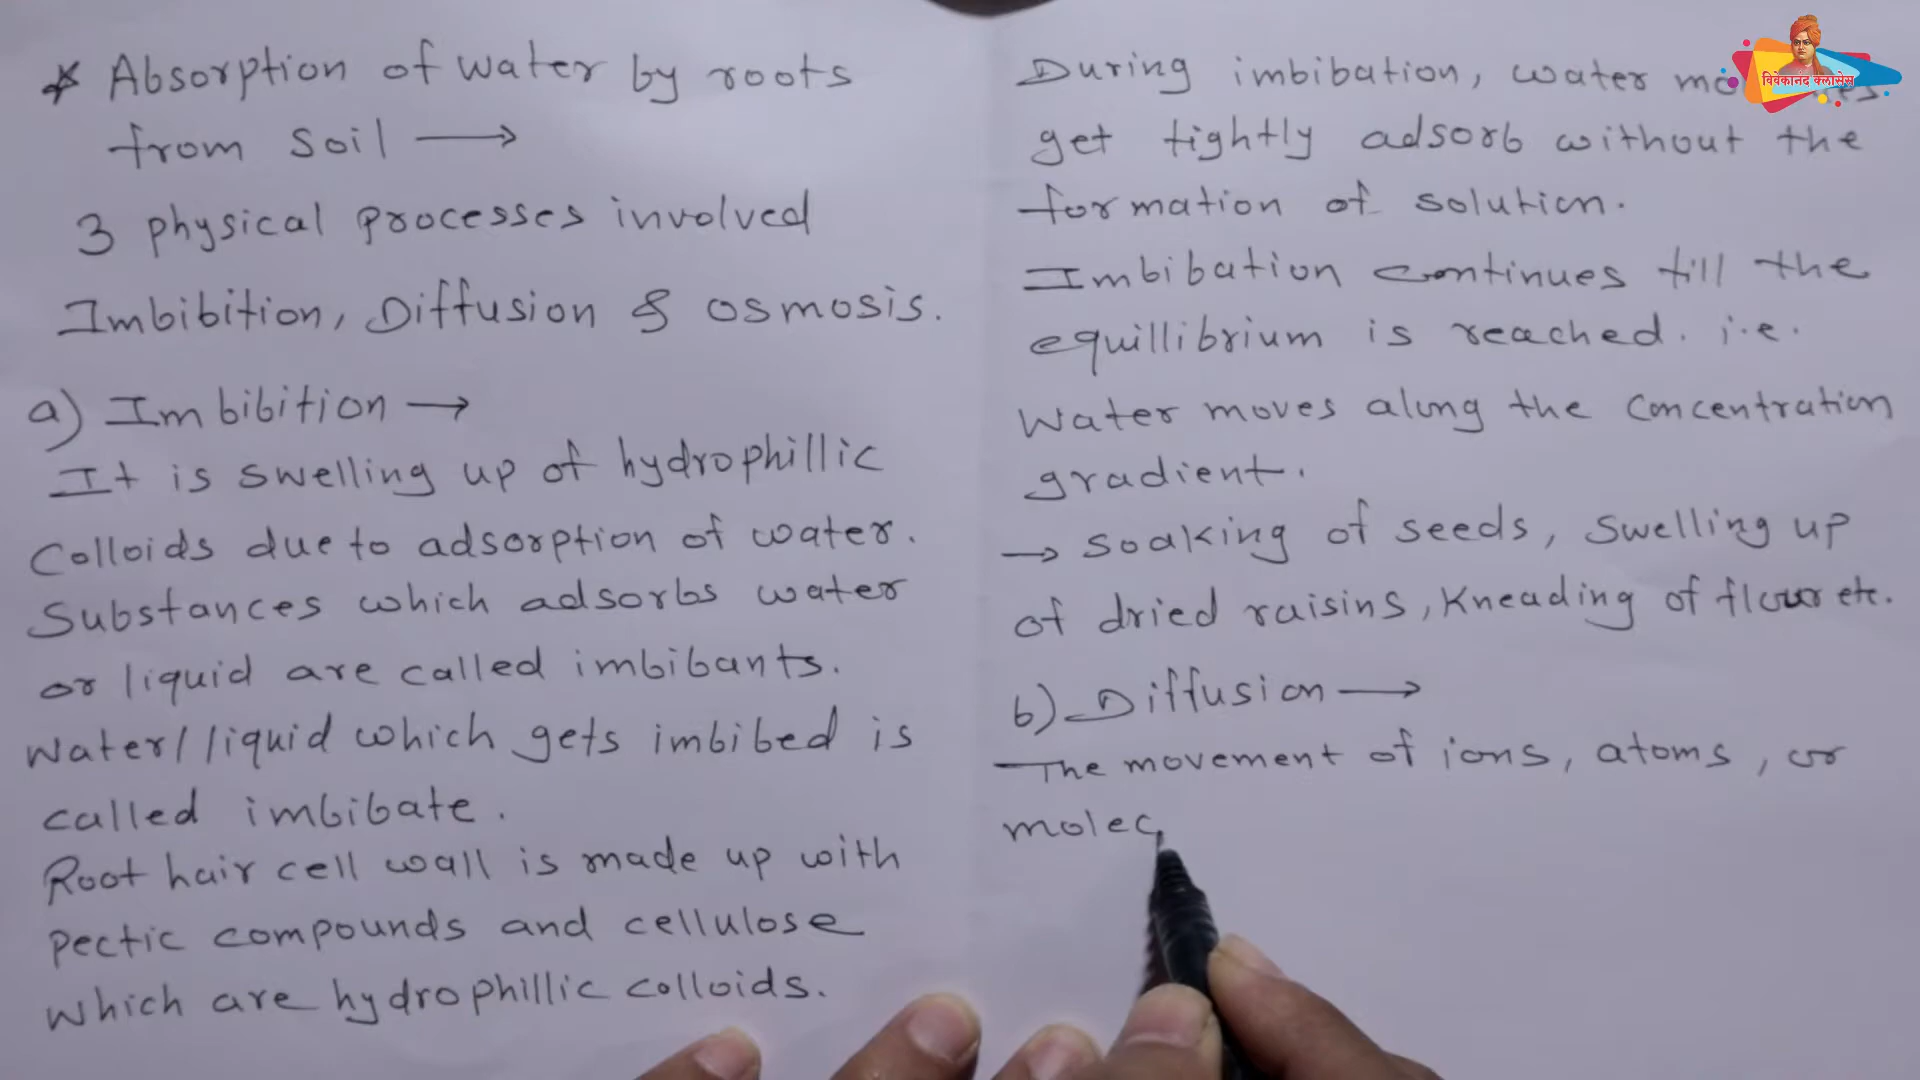 * Absorption of water by roots
from soil →
3 physical processes involved
Imbibition, Diffusion & osmosis.
a) Imbibition →
It is swelling up of hydrophillic
colloids due to adsorption of water.
Substances which adsorbs water
or liquid are called imbibants.
Water/liquid which gets imbibed is
called imbibate.
Root hair cell wall is made up with
pectic compounds and cellulose
which are hydrophillic colloids.
During imbibation, water
get tightly adsorb without the
formation of solution.
Imbibation continues till the
equillibrium is reached. i.e.
Water moves along the concentration
gradient.
→ soaking of seeds, swelling up
of dried raisins, kneading of flour etc.
b) Diffusion →
The movement of ions, atoms, or
molec
विवेकानंद क्लासेस